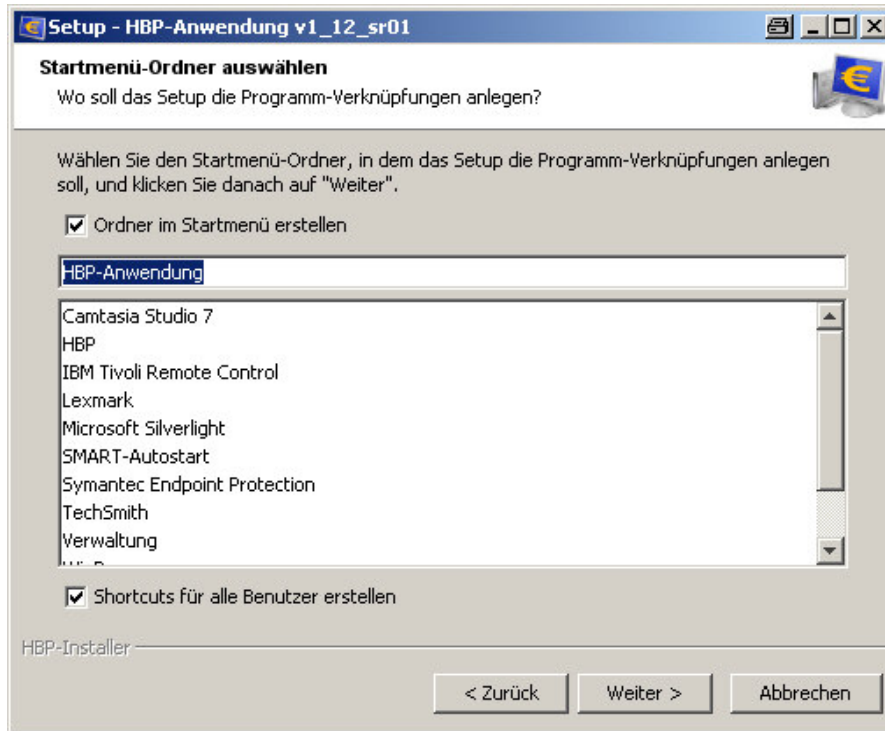 Setup - HBP-Anwendung v1_12_sr01
Startmenü-Ordner auswählen
Wo soll das Setup die Programm-Verknüpfungen anlegen?
Wählen Sie den Startmenü-Ordner, in dem das Setup die Programm-Verknüpfungen anlegen
soll, und klicken Sie danach auf "Weiter".
Ordner im Startmenü erstellen
HBP-Anwendung
Camtasia Studio 7
HBP
IBM Tivoli Remote Control
Lexmark
Microsoft Silverlight
SMART-Autostart
Symantec Endpoint Protection
TechSmith
Verwaltung
Shortcuts für alle Benutzer erstellen
HBP-Installer
< Zurück
Weiter >
Abbrechen